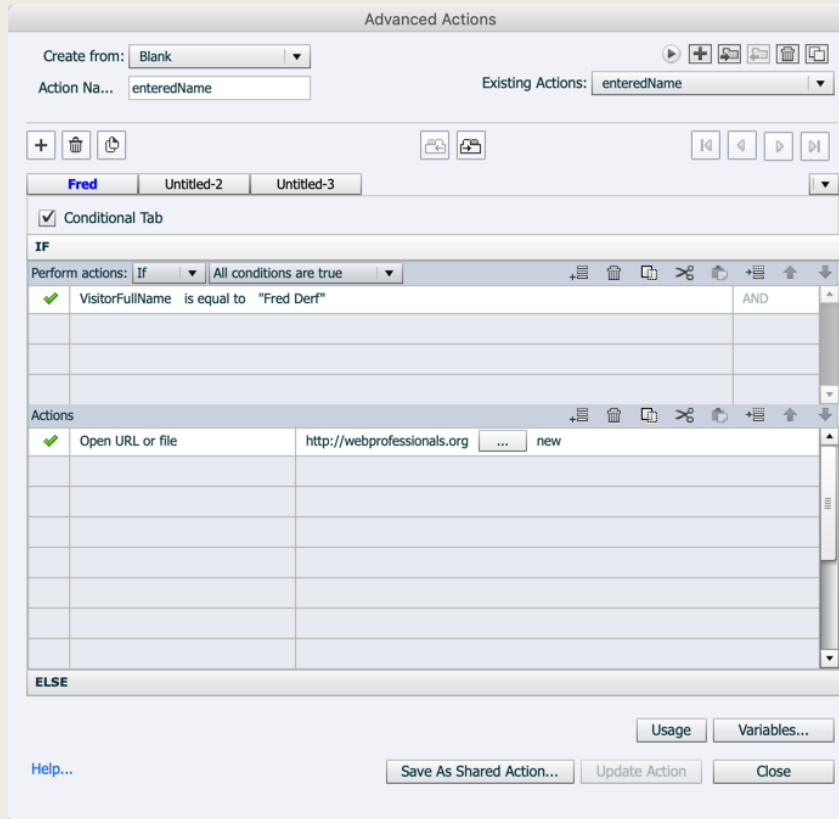 Advanced Actions
Create from: Blank
Action Na... enteredName
Existing Actions: enteredName
Fred Untitled-2 Untitled-3
Conditional Tab
IF
Perform actions: If All conditions are true
VisitorFullName is equal to "Fred Derf" AND
Actions
Open URL or file http://webprofessionals.org ... new
ELSE
Usage Variables...
Help... Save As Shared Action... Update Action Close